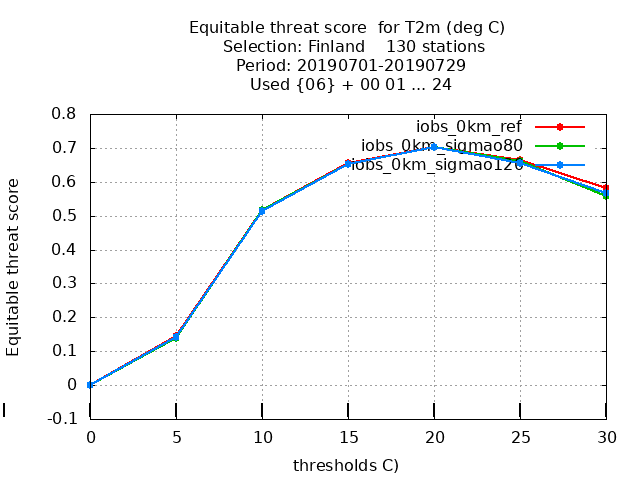 Equitable threat score  for T2m (deg C)
Selection: Finland    130 stations
Period: 20190701-20190729
Used {06} + 00 01 ... 24
0.8
0.7
0.6
0.5
0.4
0.3
0.2
0.1
0
-0.1
Equitable threat score
iobs_0km_ref
iobs_0km_sigmao80
iobs_0km_sigmao120
0 5 10 15 20 25 30
thresholds C)